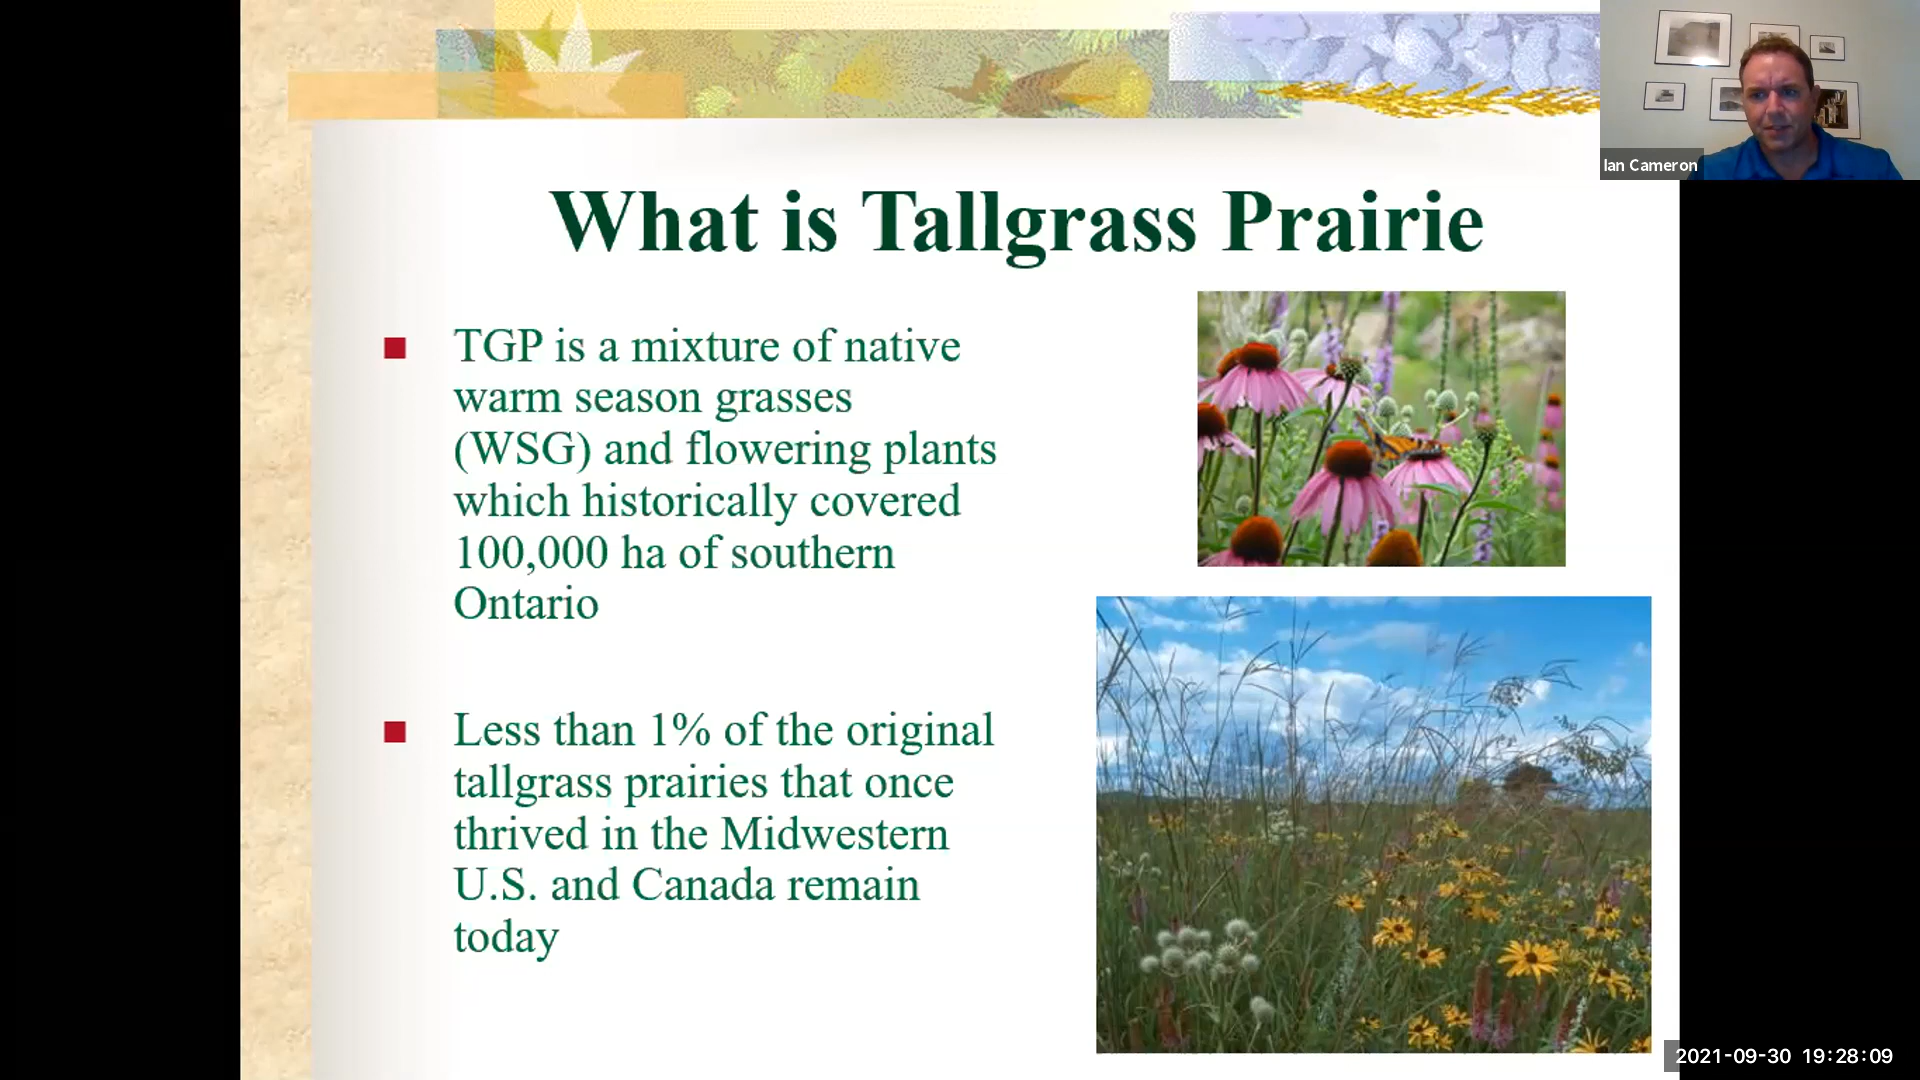 Ian Cameron
What is Tallgrass Prairie
TGP is a mixture of native
warm season grasses
(WSG) and flowering plants
which historically covered
100,000 ha of southern
Ontario
Less than 1% of the original
tallgrass prairies that once
thrived in the Midwestern
U.S. and Canada remain
today
2021-09-30 19:28:09